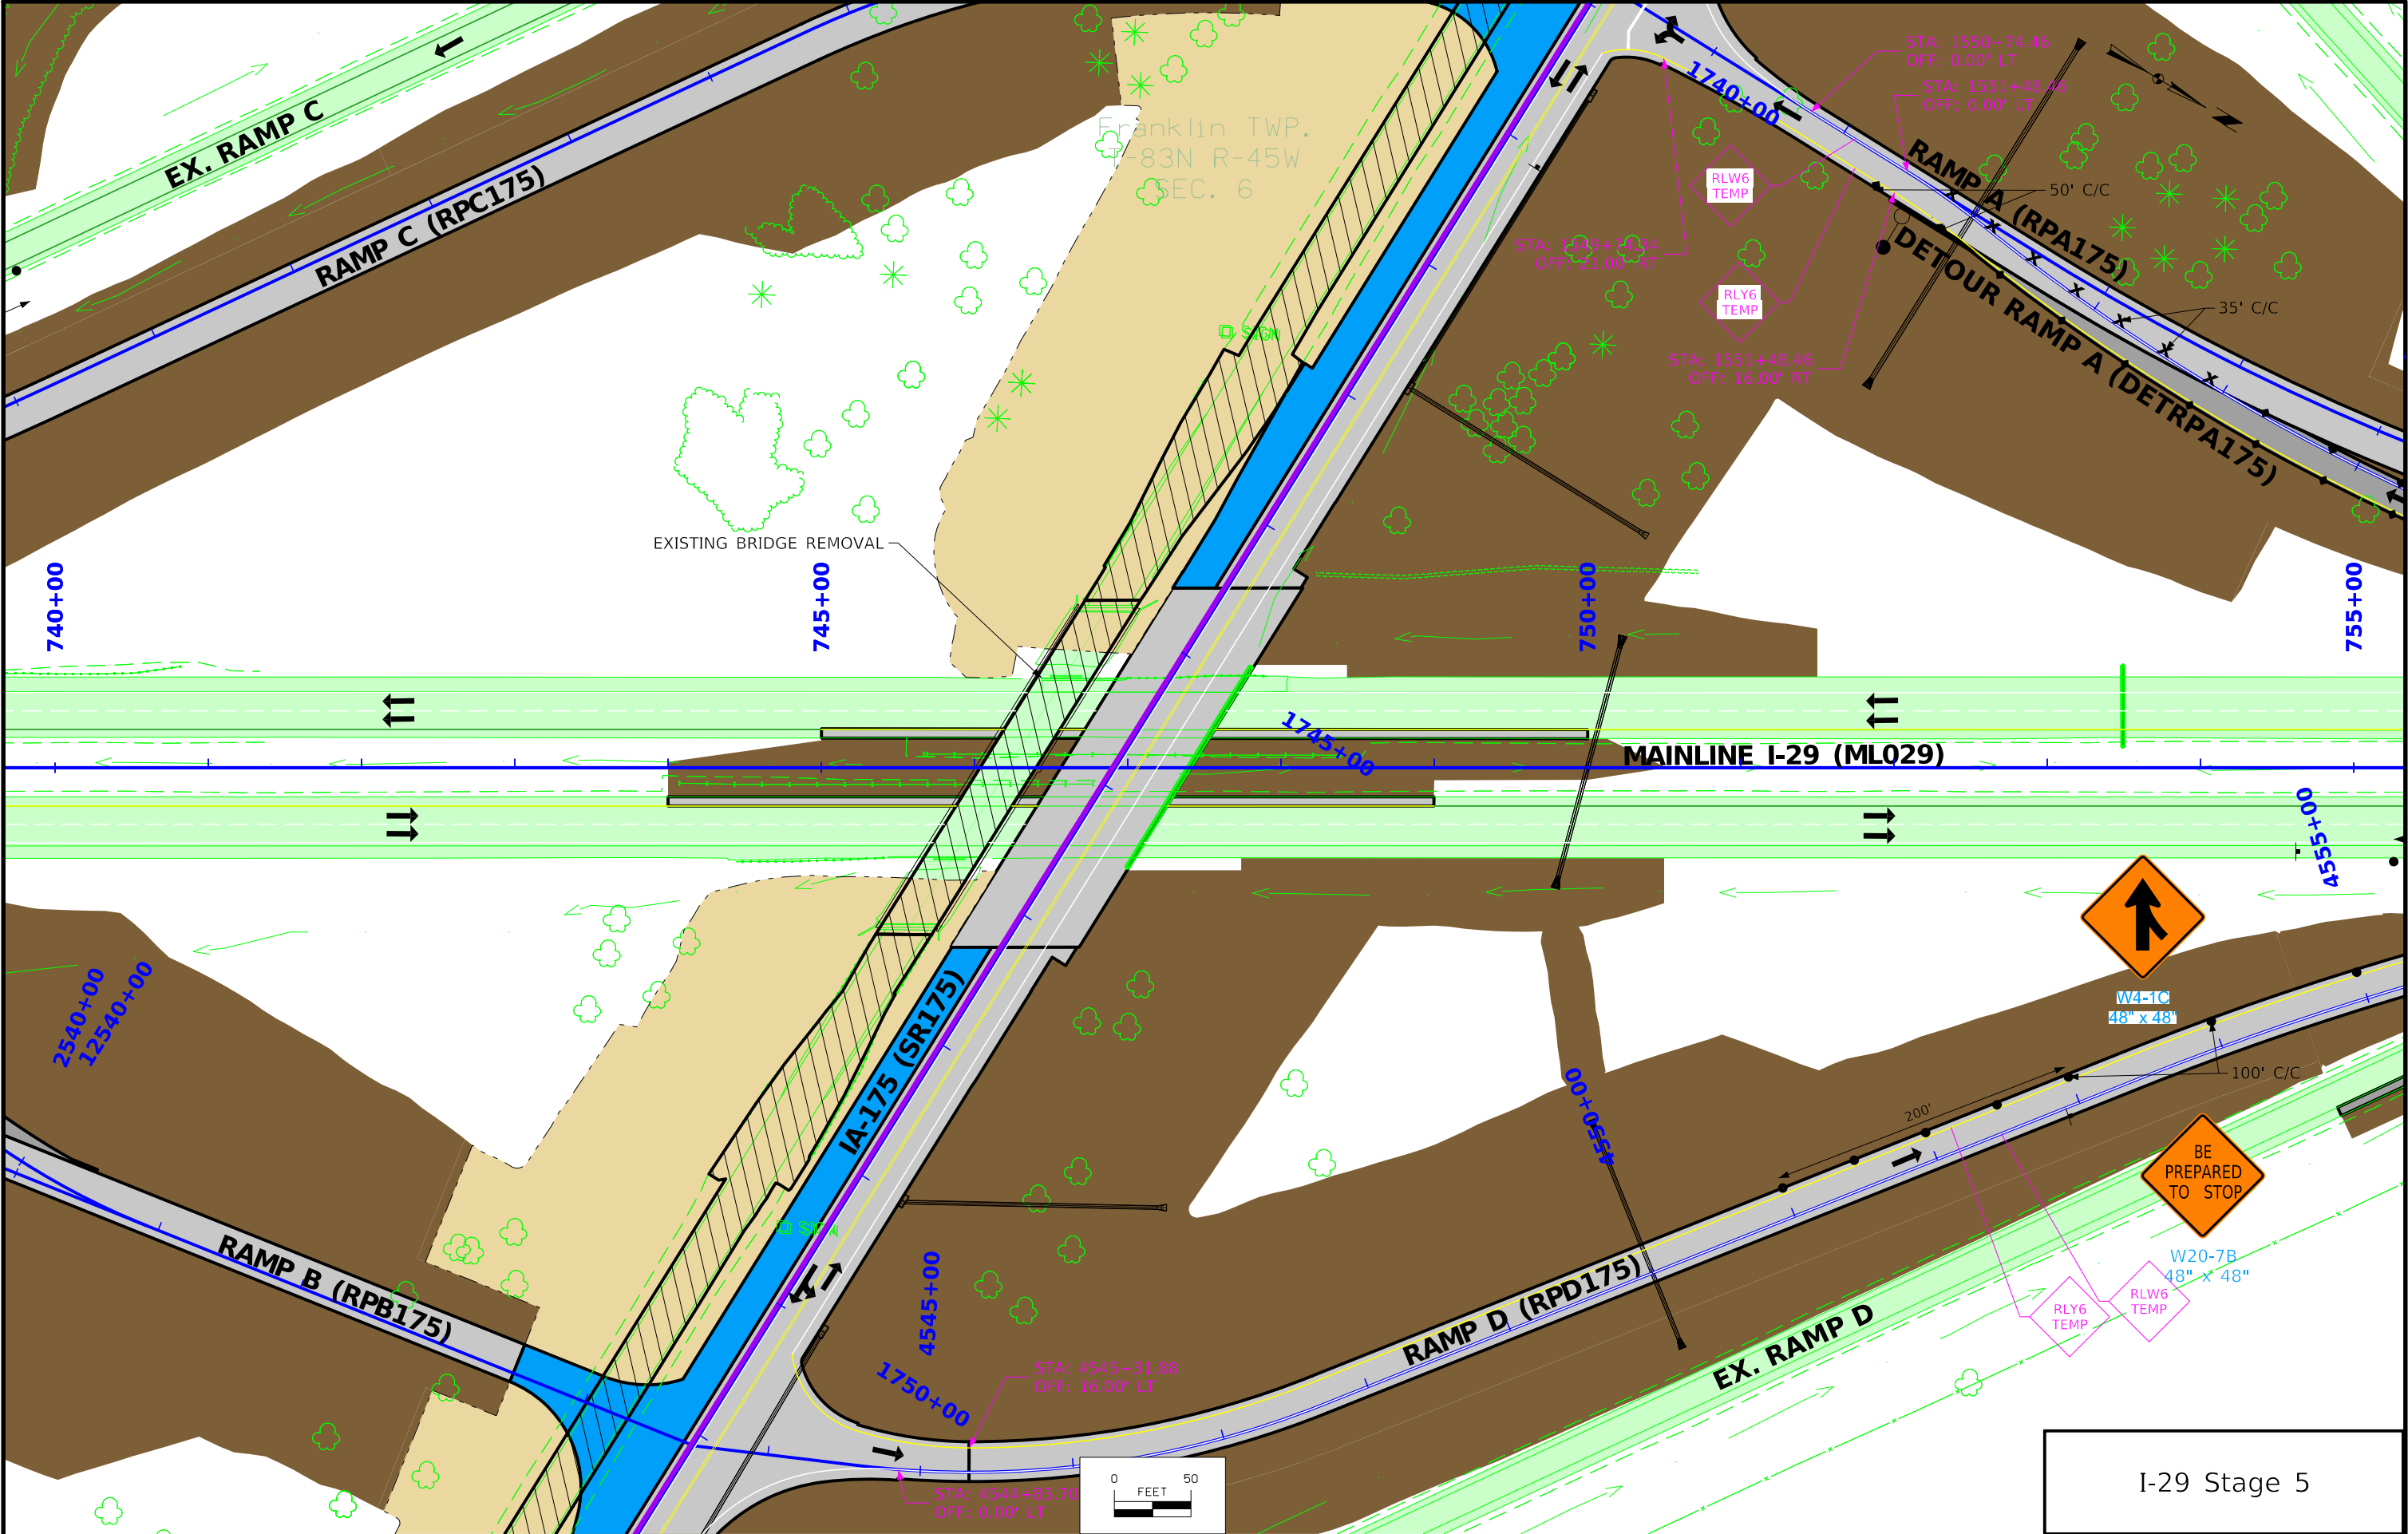 EX. RAMP C
RAMP C (RPC175)
Franklin TWP.
T-83N R-45W
SEC. 6
SIGN
EXISTING BRIDGE REMOVAL
1740+00
STA: 1550+74.46
OFF: 0.00' LT
STA: 1551+48.46
OFF: 0.00' LT
RLW6
TEMP
RLY6
TEMP
OFF: 21.00' RT
STA: 1551+48.46
OFF: 16.00' RT
RAMP A (RPA175)
50' C/C
35' C/C
DETOUR RAMP A (DETRPA175)
740+00
745+00
750+00
755+00
1745+00
MAINLINE I-29 (ML029)
4555+00
W4-1C
48" x 48"
2540+00
12540+00
IA-175 (SR175)
4550+00
200'
100' C/C
BE
PREPARED
TO STOP
W20-7B
48" x 48"
RLY6
TEMP
RLW6
TEMP
SIGN
RAMP B (RPB175)
4545+00
1750+00
STA: 4545+31.88
OFF: 16.00' LT
STA: 4544+85.70
OFF: 0.00' LT
RAMP D (RPD175)
EX. RAMP D
0 50
FEET
I-29 Stage 5